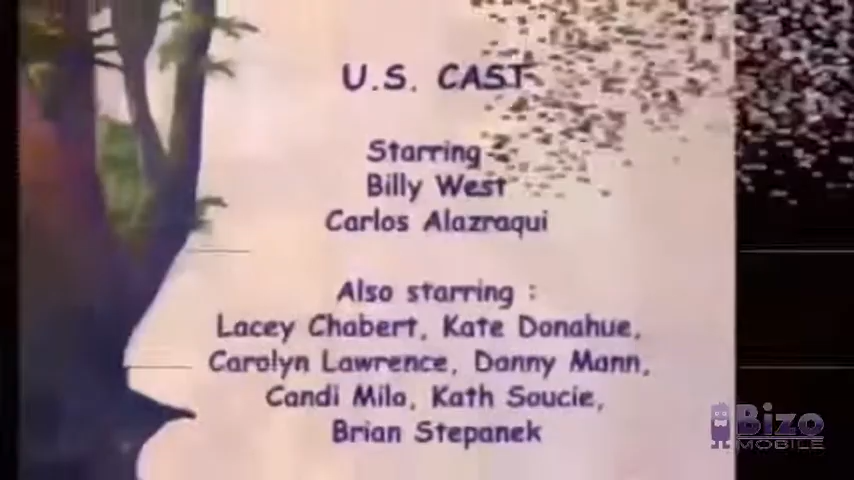 U.S. CAST
Starring
Billy West
Carlos Alazraqui
Also starring :
Lacey Chabert, Kate Donahue,
Carolyn Lawrence, Danny Mann,
Candi Milo, Kath Soucie,
Brian Stepanek
Bizo
MOBILE